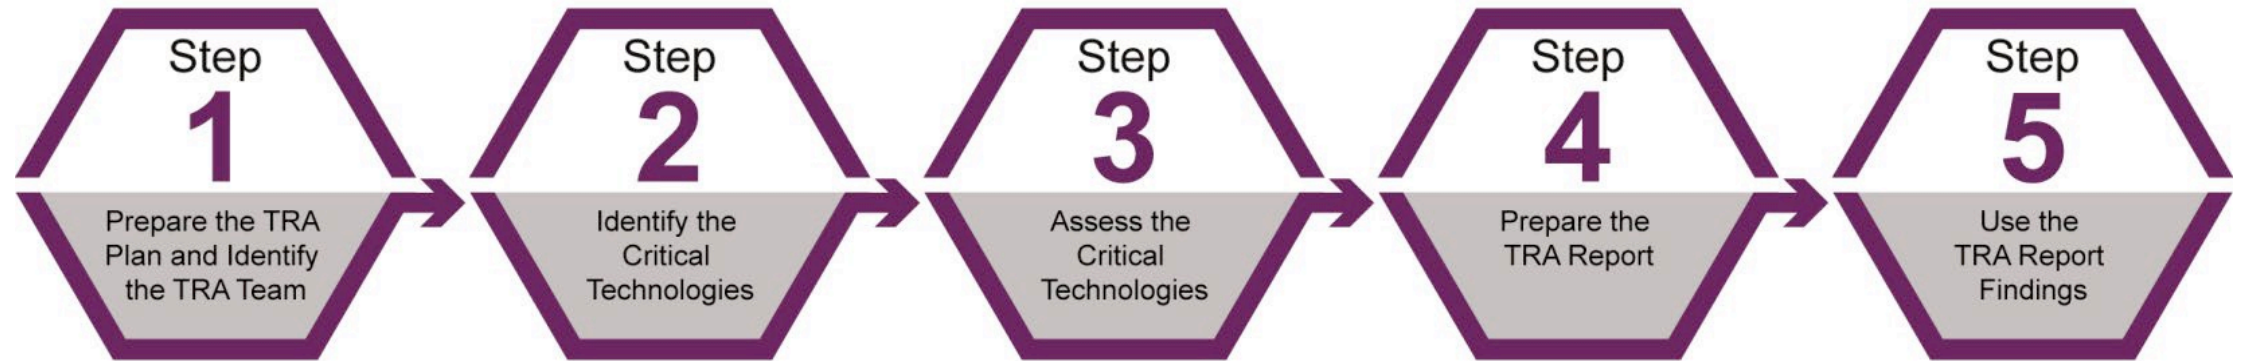 Step
1
Prepare the TRA
Plan and Identify
the TRA Team
Step
2
Identify the
Critical
Technologies
Step
3
Assess the
Critical
Technologies
Step
4
Prepare the
TRA Report
Step
5
Use the
TRA Report
Findings